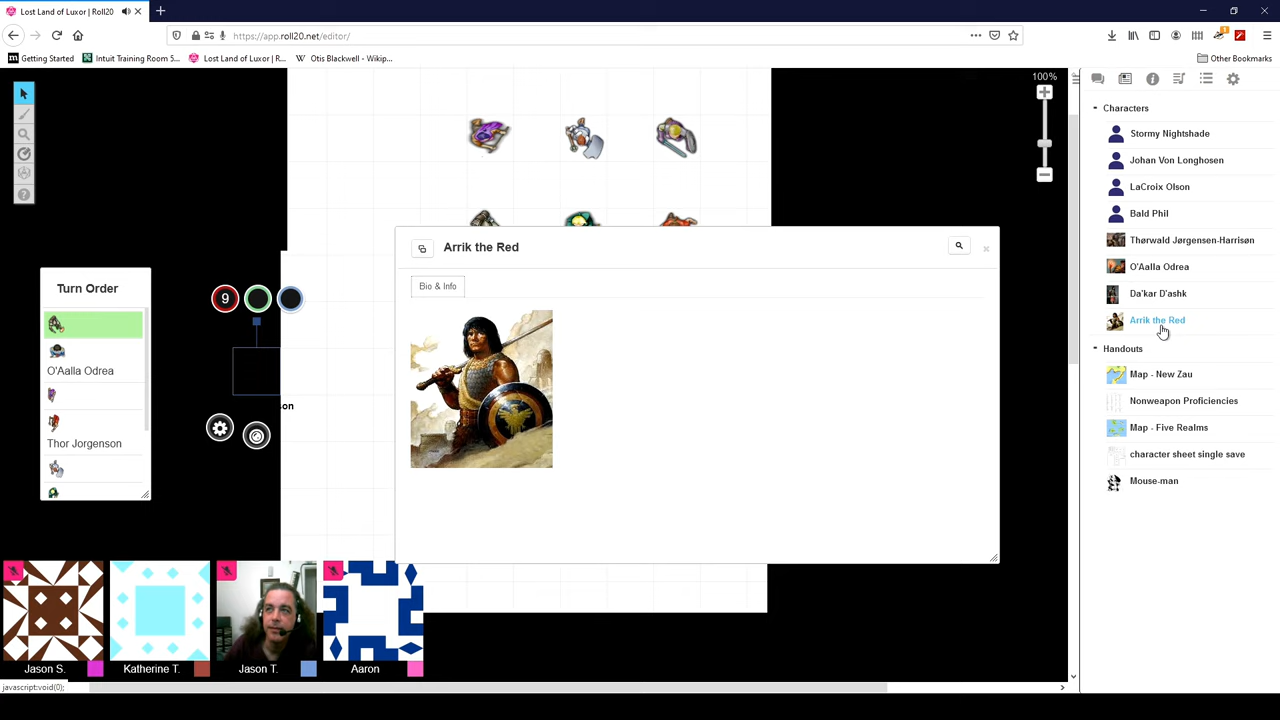 Lost Land of Luxor | Roll20
https://app.roll20.net/editor/
Getting Started
Intuit Training Room 5...
Lost Land of Luxor | R...
W Otis Blackwell - Wikip...
Other Bookmarks
100%
Characters
Stormy Nightshade
Johan Von Longhosen
LaCroix Olson
Bald Phil
Thørwald Jørgensen-Harrisøn
O'Aalla Odrea
Da'kar D'ashk
Arrik the Red
Handouts
Map - New Zau
Nonweapon Proficiencies
Map - Five Realms
character sheet single save
Mouse-man
Arrik the Red
Bio & Info
Turn Order
O'Aalla Odrea
Thor Jorgenson
9
son
Jason S.
Katherine T.
Jason T.
Aaron
javascript:void(0);